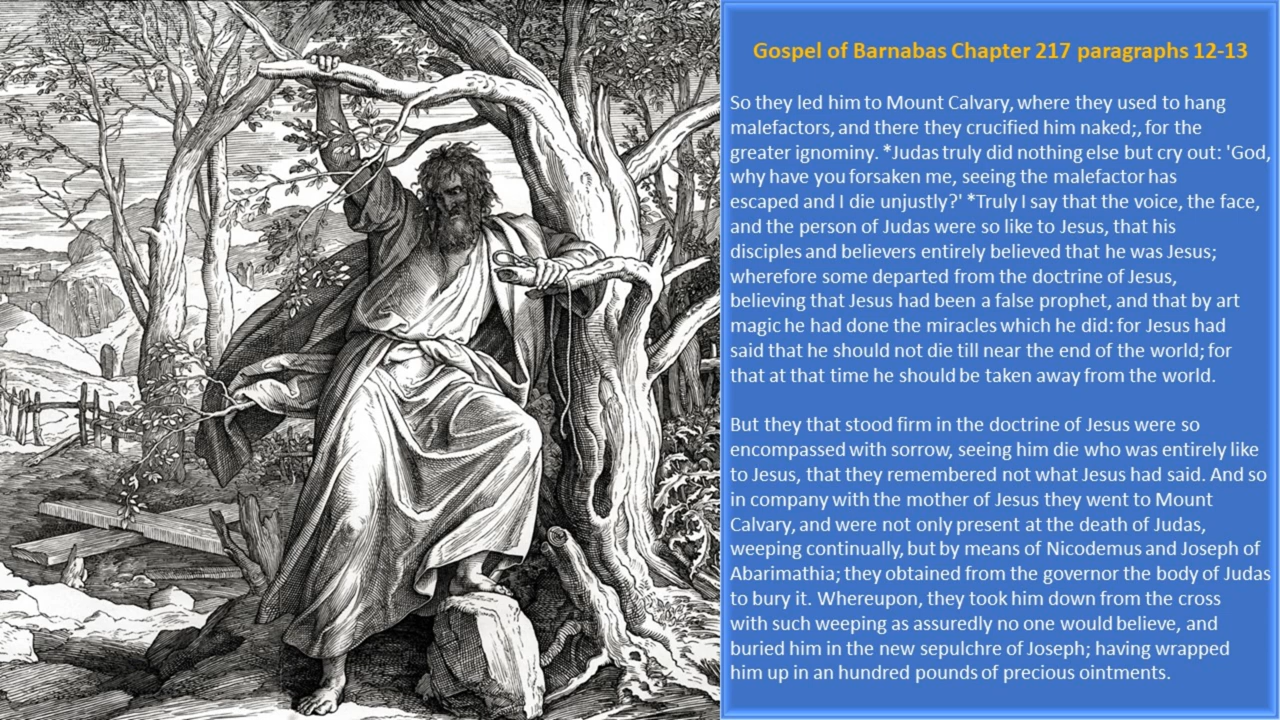 Gospel of Barnabas Chapter 217 paragraphs 12-13
So they led him to Mount Calvary, where they used to hang
malefactors, and there they crucified him naked;, for the
greater ignominy. *Judas truly did nothing else but cry out: 'God,
why have you forsaken me, seeing the malefactor has
escaped and I die unjustly?' *Truly I say that the voice, the face,
and the person of Judas were so like to Jesus, that his
disciples and believers entirely believed that he was Jesus;
wherefore some departed from the doctrine of Jesus,
believing that Jesus had been a false prophet, and that by art
magic he had done the miracles which he did: for Jesus had
said that he should not die till near the end of the world; for
that at that time he should be taken away from the world.
But they that stood firm in the doctrine of Jesus were so
encompassed with sorrow, seeing him die who was entirely like
to Jesus, that they remembered not what Jesus had said. And so
in company with the mother of Jesus they went to Mount
Calvary, and were not only present at the death of Judas,
weeping continually, but by means of Nicodemus and Joseph of
Abarimathia; they obtained from the governor the body of Judas
to bury it. Whereupon, they took him down from the cross
with such weeping as assuredly no one would believe, and
buried him in the new sepulchre of Joseph; having wrapped
him up in an hundred pounds of precious ointments.